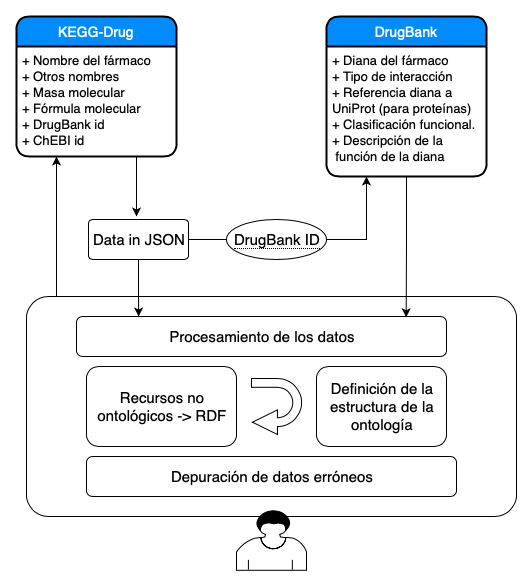 KEGG-Drug
+ Nombre del fármaco
+ Otros nombres
+ Masa molecular
+ Fórmula molecular
+ DrugBank id
+ ChEBI id
DrugBank
+ Diana del fármaco
+ Tipo de interacción
+ Referencia diana a
UniProt (para proteínas)
+ Clasificación funcional.
+ Descripción de la
función de la diana
Data in JSON
DrugBank ID
Procesamiento de los datos
Recursos no
ontológicos -> RDF
Definición de la
estructura de la
ontología
Depuración de datos erróneos